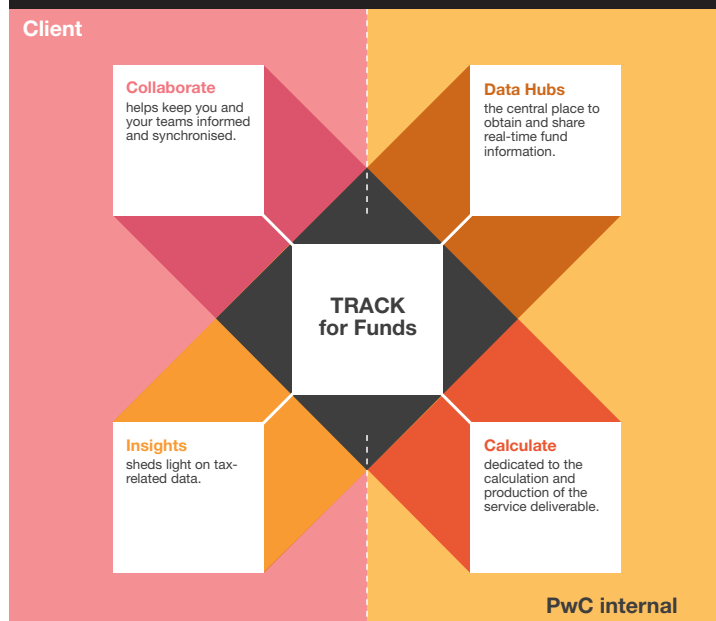 Client
Collaborate
helps keep you and
your teams informed
and synchronised.
Data Hubs
the central place to
obtain and share
real-time fund
information.
TRACK
for Funds
Insights
sheds light on tax-
related data.
Calculate
dedicated to the
calculation and
production of the
service deliverable.
PwC internal